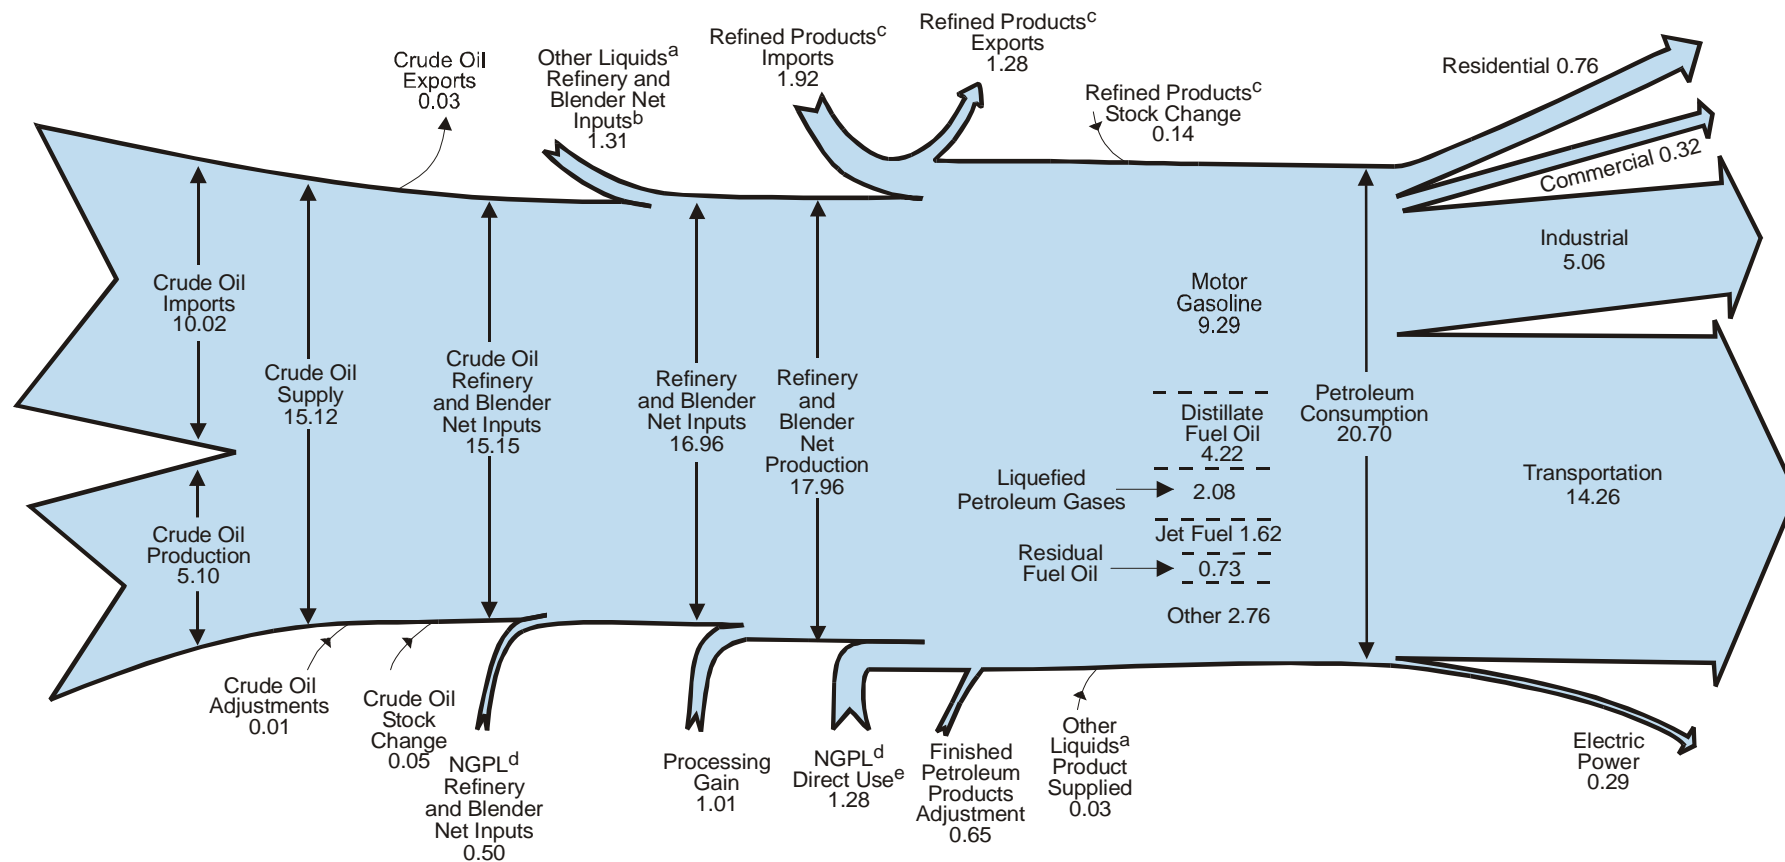 Crude Oil
Exports
0.03
Other Liquidsa
Refinery and
Blender Net
Inputsb
1.31
Refined Productsc
Imports
1.92
Refined Productsc
Exports
1.28
Refined Productsc
Stock Change
0.14
Residential 0.76
Commercial 0.32
Industrial
5.06
Crude Oil
Imports
10.02
Crude Oil
Supply
15.12
Crude Oil
Refinery
and Blender
Net Inputs
15.15
Refinery
and Blender
Net Inputs
16.96
Refinery
and
Blender
Net
Production
17.96
Motor
Gasoline
9.29
Distillate
Fuel Oil
4.22
Liquefied
Petroleum Gases
2.08
Jet Fuel 1.62
Residual
Fuel Oil
0.73
Other 2.76
Petroleum
Consumption
20.70
Transportation
14.26
Crude Oil
Production
5.10
Crude Oil
Adjustments
0.01
Crude Oil
Stock
Change
0.05
NGPLd
Refinery
and Blender
Net Inputs
0.50
Processing
Gain
1.01
NGPLd
Direct Usee
1.28
Finished
Petroleum
Products
Adjustment
0.65
Other
Liquidsa
Product
Supplied
0.03
Electric
Power
0.29